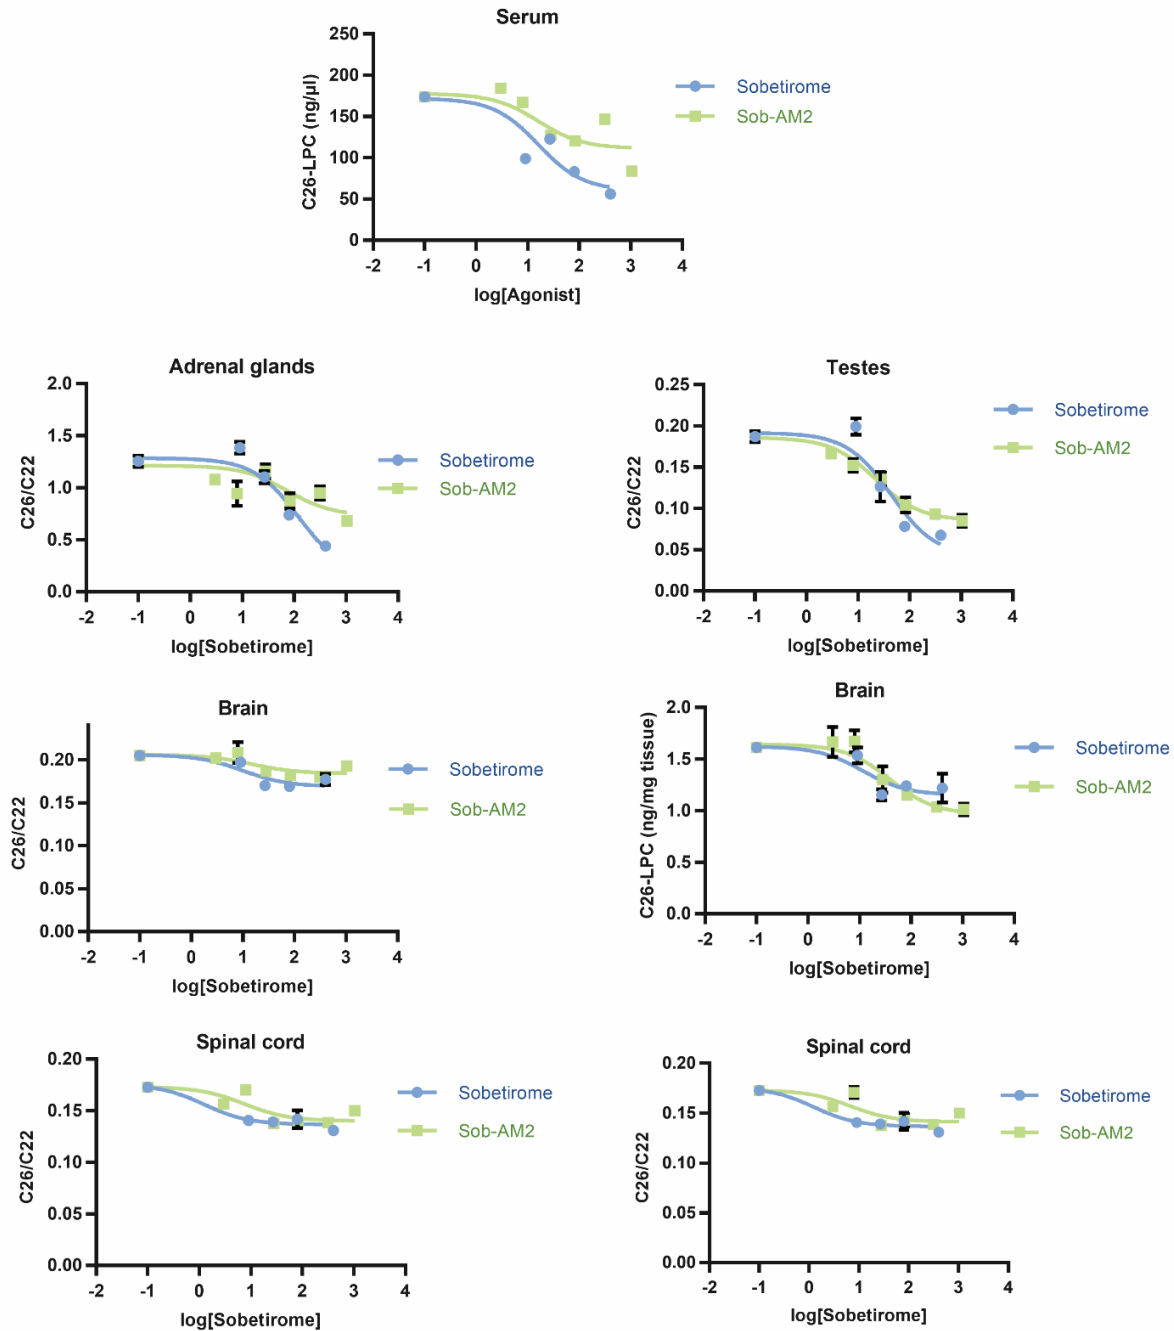 Serum
250
200
150
100
50
0
C26-LPC (ng/µl)
-2 -1 0 1 2 3 4
log[Agonist]
Sobetirome
Sob-AM2
Adrenal glands
2.0
1.5
1.0
0.5
0.0
C26/C22
-2 -1 0 1 2 3 4
log[Sobetirome]
Sobetirome
Sob-AM2
Testes
0.25
0.20
0.15
0.10
0.05
0.00
C26/C22
-2 -1 0 1 2 3 4
log[Sobetirome]
Sobetirome
Sob-AM2
Brain
0.20
0.15
0.10
0.05
0.00
C26/C22
-2 -1 0 1 2 3 4
log[Sobetirome]
Sobetirome
Sob-AM2
Brain
2.0
1.5
1.0
0.5
0.0
C26-LPC (ng/mg tissue)
-2 -1 0 1 2 3 4
log[Sobetirome]
Sobetirome
Sob-AM2
Spinal cord
0.20
0.15
0.10
0.05
0.00
C26/C22
-2 -1 0 1 2 3 4
log[Sobetirome]
Sobetirome
Sob-AM2
Spinal cord
0.20
0.15
0.10
0.05
0.00
C26/C22
-2 -1 0 1 2 3 4
log[Sobetirome]
Sobetirome
Sob-AM2